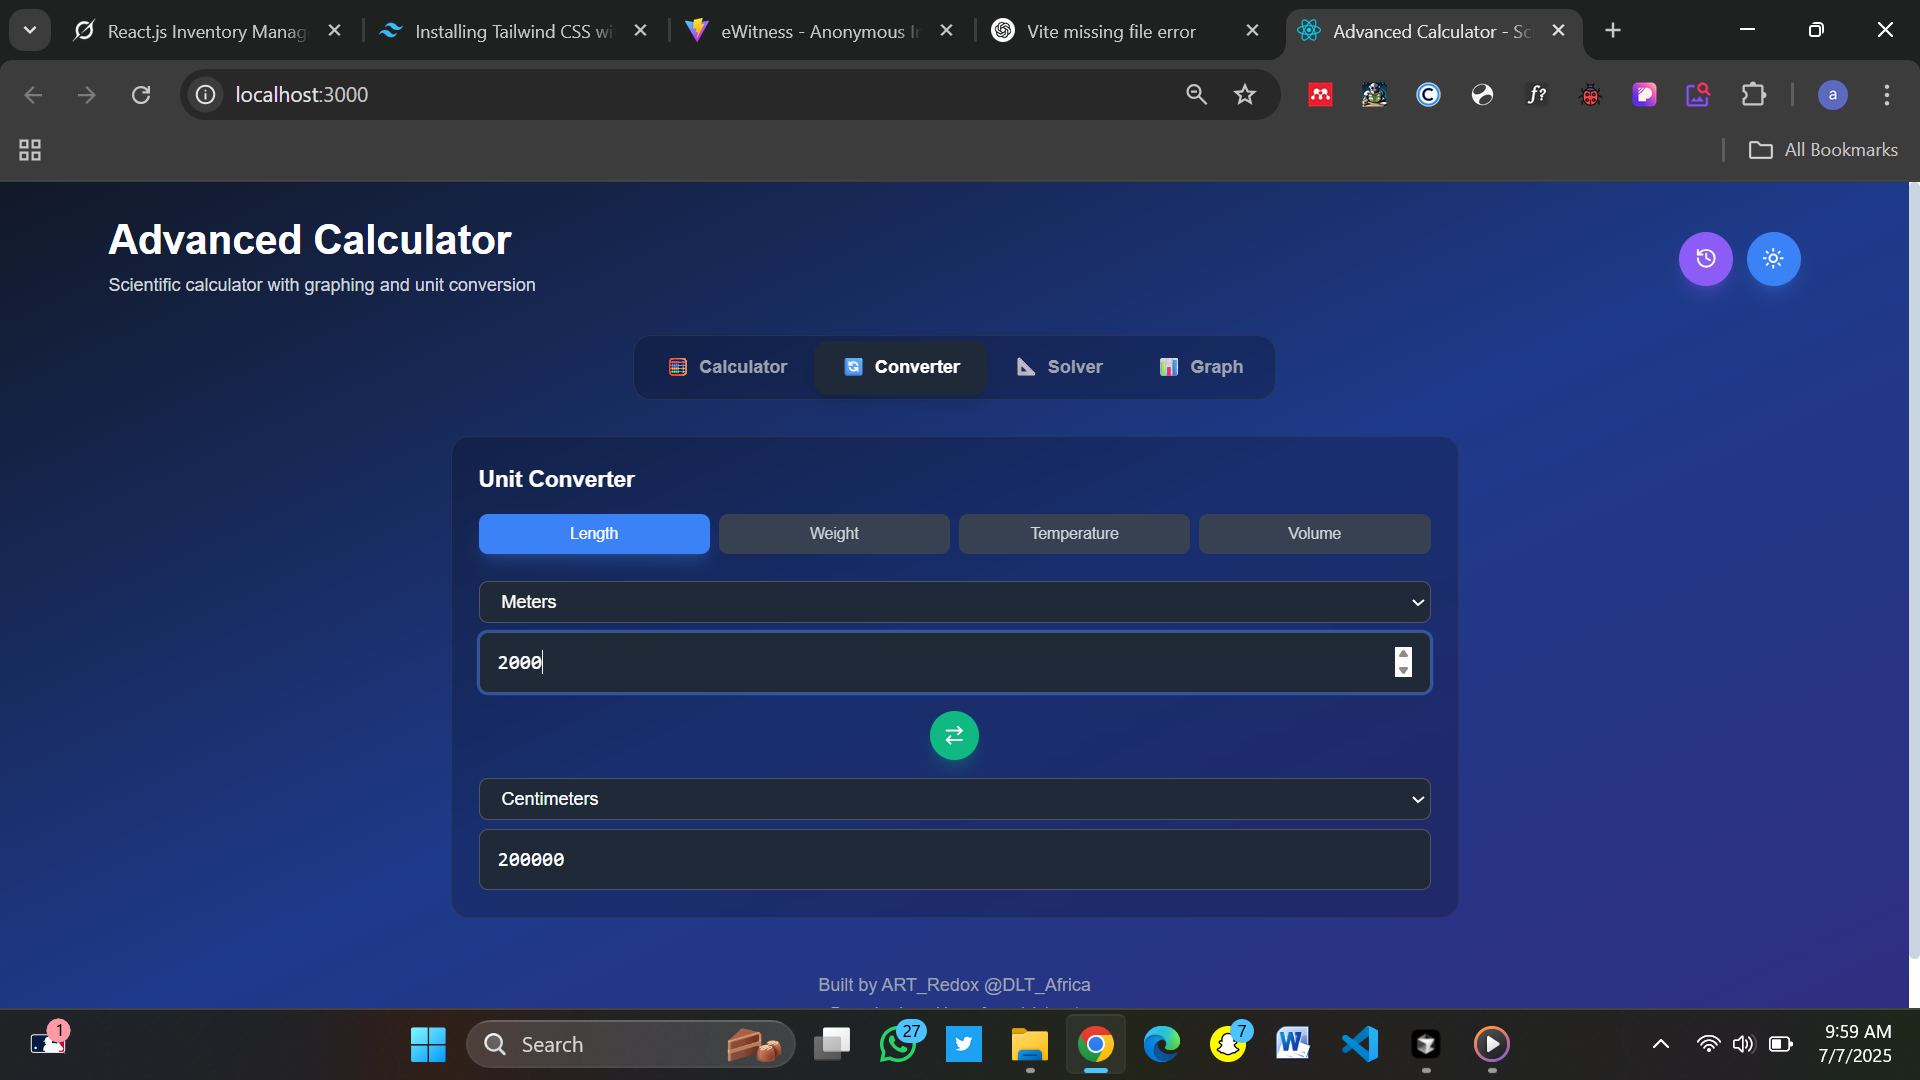 React.js Inventory Manag
Installing Tailwind CSS wi
eWitness - Anonymous In
Vite missing file error
Advanced Calculator - Sc
localhost:3000
f?
a
All Bookmarks
Advanced Calculator
Scientific calculator with graphing and unit conversion
Calculator
Converter
Solver
Graph
Unit Converter
Length
Weight
Temperature
Volume
Meters
2000
Centimeters
200000
Built by ART_Redox @DLT_Africa
1
Search
27
7
9:59 AM
7/7/2025